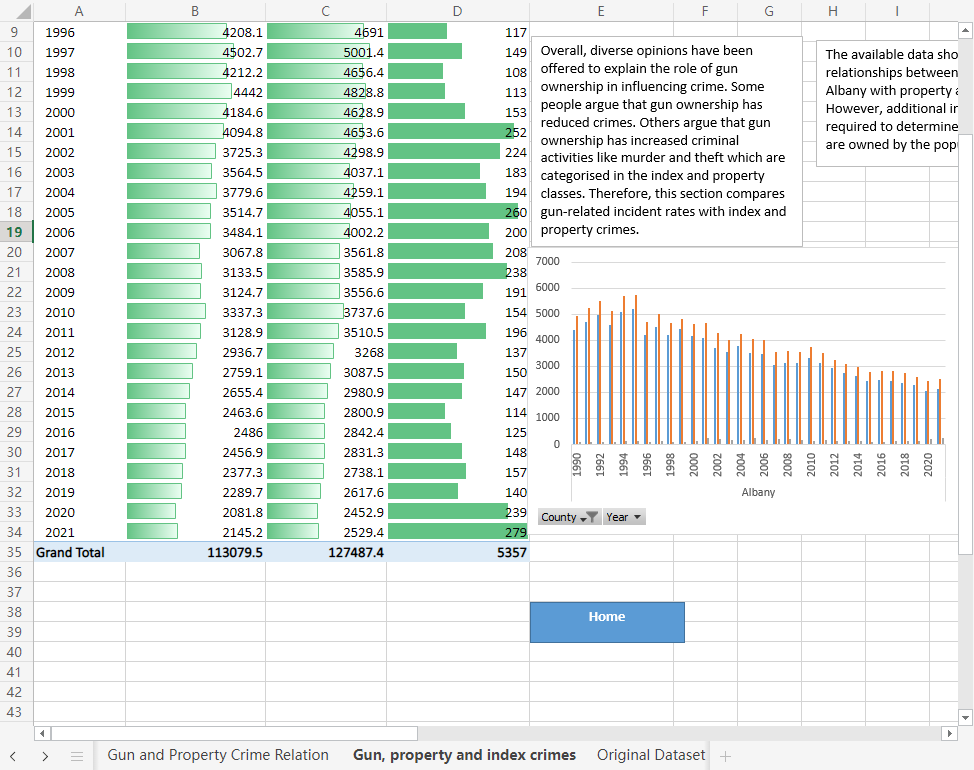 A B C D E F G H I
9 1996 4208.1 4691 117
10 1997 4502.7 5001.4 149
11 1998 4212.2 4656.4 108
12 1999 4442 4828.8 113
13 2000 4184.6 4628.9 153
14 2001 4094.8 4653.6 252
15 2002 3725.3 4298.9 224
16 2003 3564.5 4037.1 183
17 2004 3779.6 4259.1 194
18 2005 3514.7 4055.1 260
19 2006 3484.1 4002.2 200
20 2007 3067.8 3561.8 208
21 2008 3133.5 3585.9 238
22 2009 3124.7 3556.6 191
23 2010 3337.3 3737.6 154
24 2011 3128.9 3510.5 196
25 2012 2936.7 3268 137
26 2013 2759.1 3087.5 150
27 2014 2655.4 2980.9 147
28 2015 2463.6 2800.9 114
29 2016 2486 2842.4 125
30 2017 2456.9 2831.3 148
31 2018 2377.3 2738.1 157
32 2019 2289.7 2617.6 140
33 2020 2081.8 2452.9 239
34 2021 2145.2 2529.4 279
35 Grand Total 113079.5 127487.4 5357
36
37
38
39
40
41
42
43
Overall, diverse opinions have been
offered to explain the role of gun
ownership in influencing crime. Some
people argue that gun ownership has
reduced crimes. Others argue that gun
ownership has increased criminal
activities like murder and theft which are
categorised in the index and property
classes. Therefore, this section compares
gun-related incident rates with index and
property crimes.
The available data sho
relationships between
Albany with property a
However, additional in
required to determine
are owned by the pop
7000
6000
5000
4000
3000
2000
1000
0
1990 1992 1994 1996 1998 2000 2002 2004 2006 2008 2010 2012 2014 2016 2018 2020
Albany
County Year
Home
Gun and Property Crime Relation Gun, property and index crimes Original Dataset